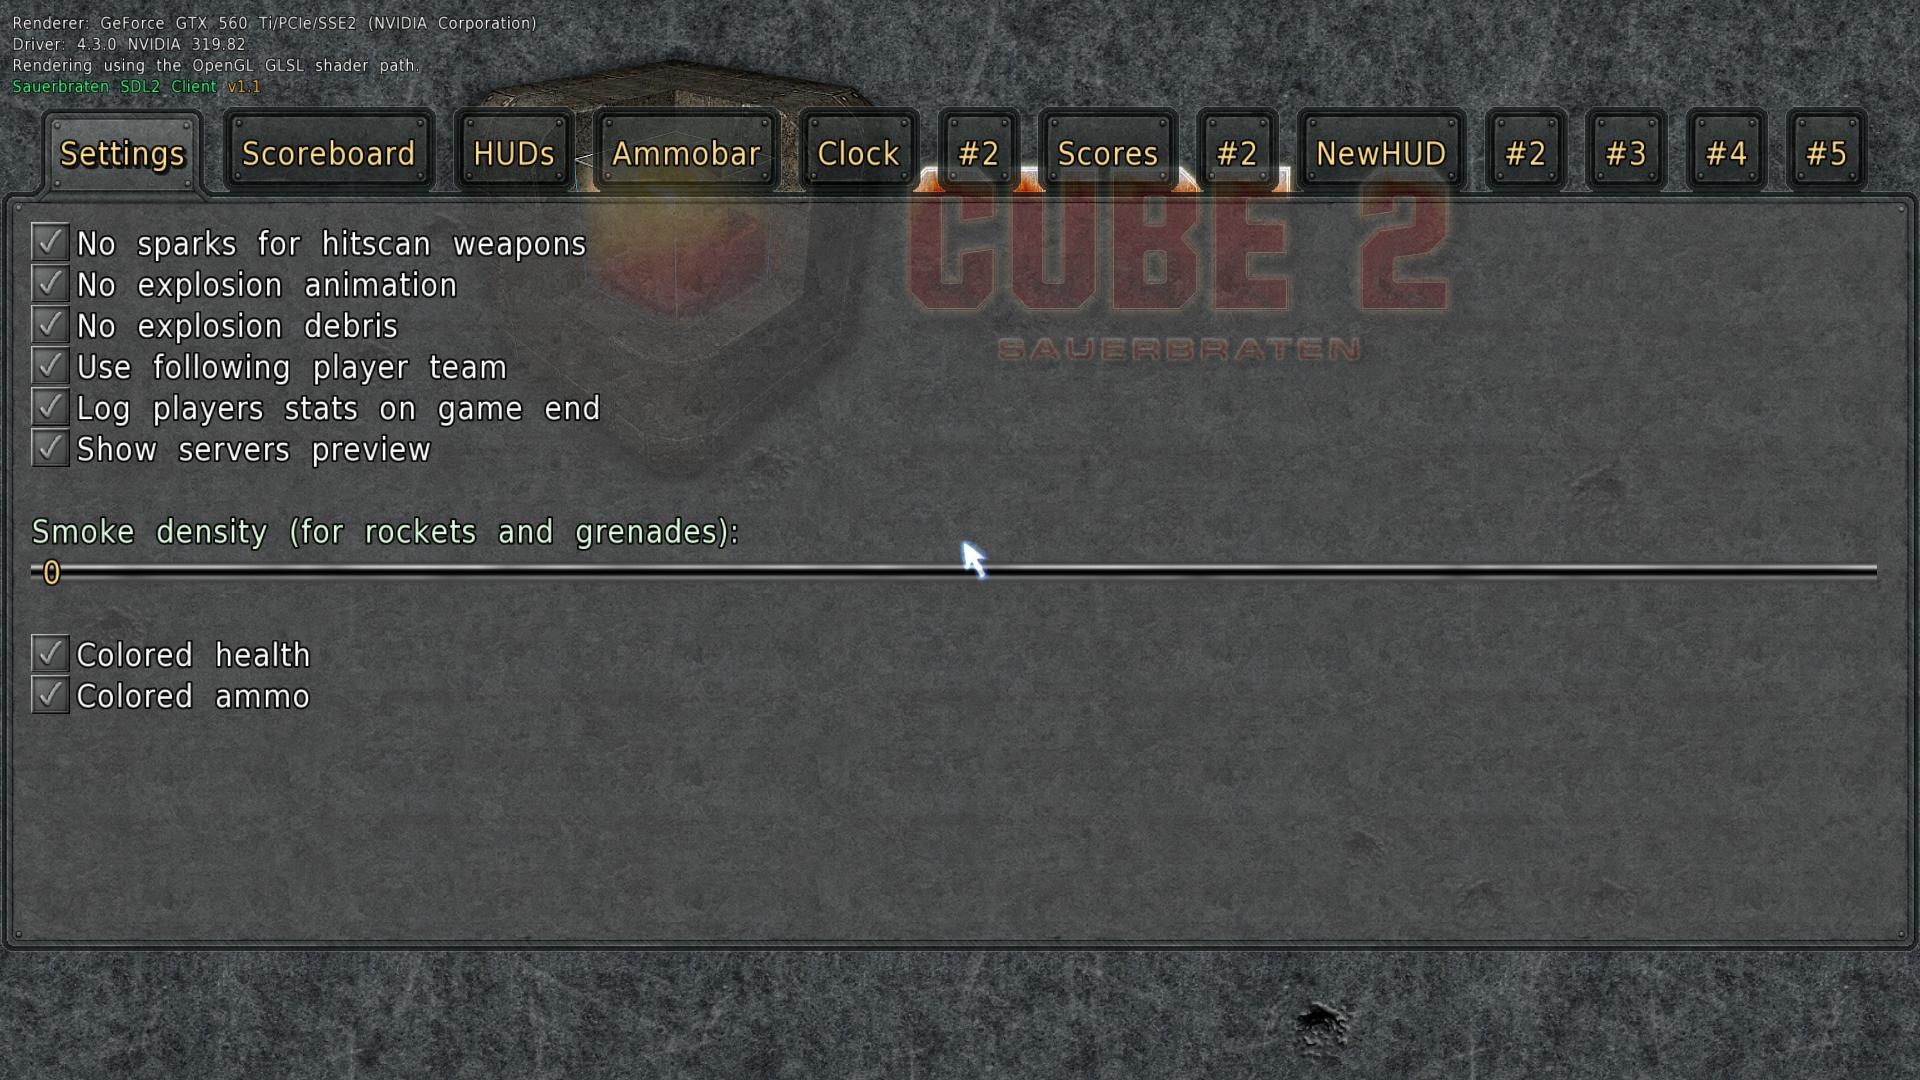 Renderer: GeForce GTX 560 Ti/PCIe/SSE2 (NVIDIA Corporation)
Driver: 4.3.0 NVIDIA 319.82
Rendering using the OpenGL GLSL shader path.
Sauerbraten SDL2 Client v1.1
Settings Scoreboard HUDs Ammobar Clock #2 Scores #2 NewHUD #2 #3 #4 #5
CUBE 2
SAUERBRATEN
No sparks for hitscan weapons
No explosion animation
No explosion debris
Use following player team
Log players stats on game end
Show servers preview
Smoke density (for rockets and grenades):
0
Colored health
Colored ammo